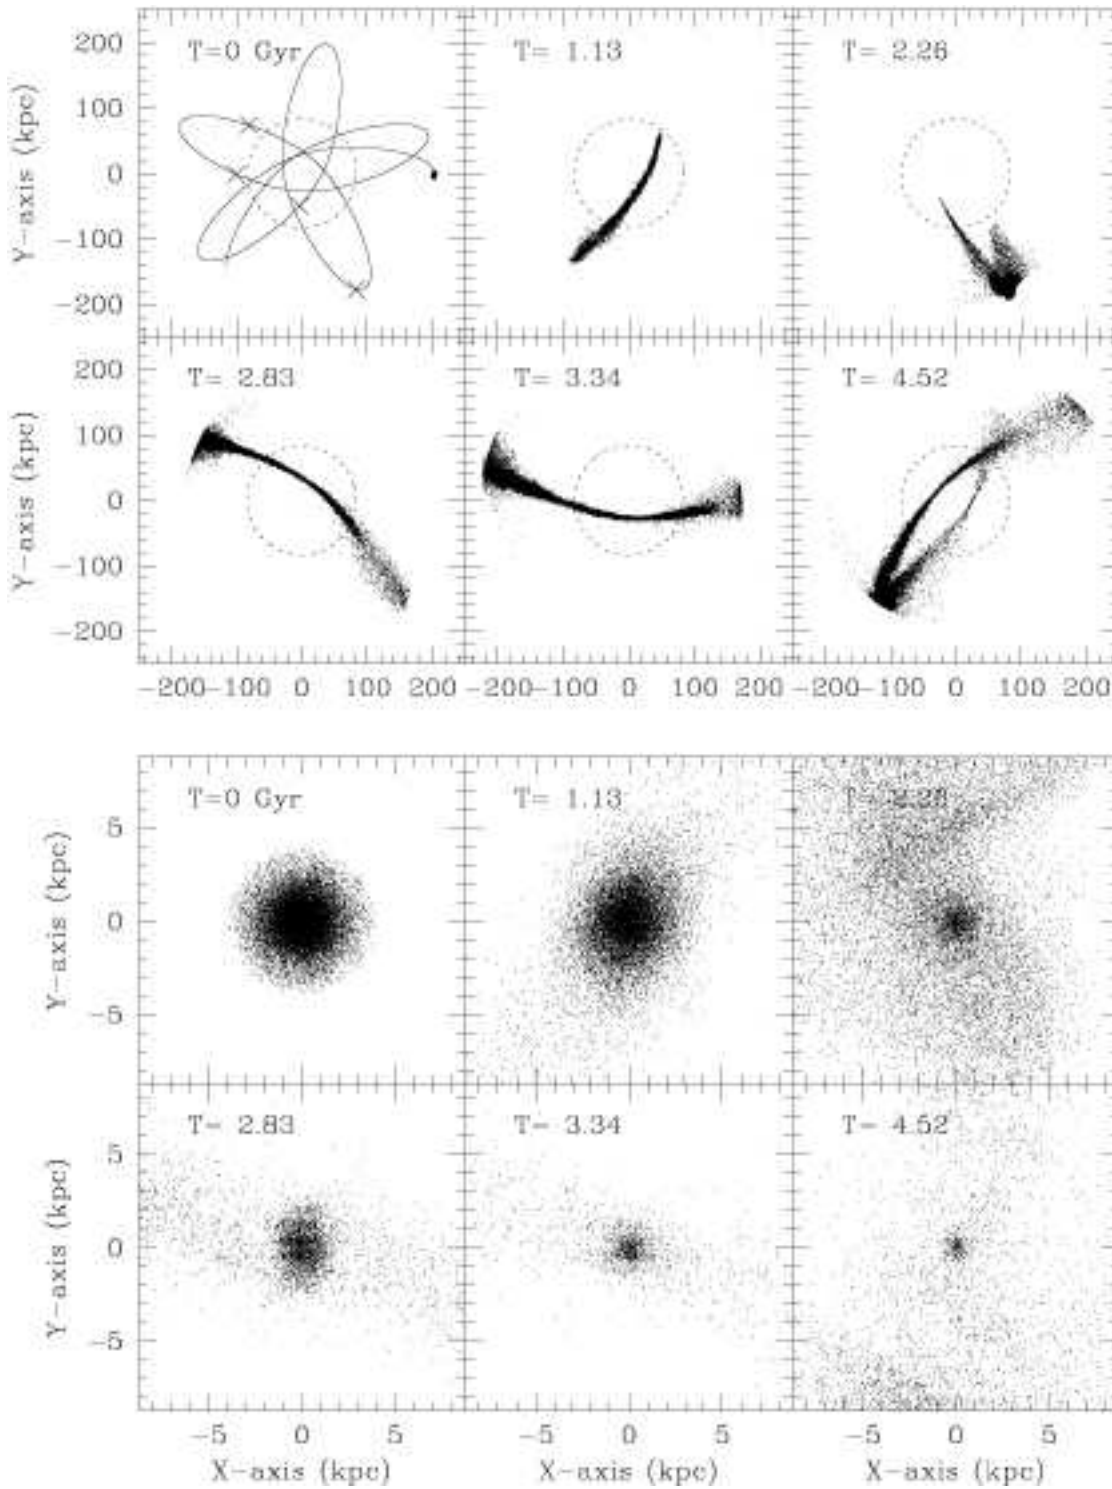 T=0 Gyr T= 1.13 T= 2.26
200
100
0
−100
−200
Y−axis (kpc)
T= 2.83 T= 3.34 T= 4.52
200
100
0
−100
−200
Y−axis (kpc)
−200−100 0 100 200 −200−100 0 100 200 −200−100 0 100 200
T=0 Gyr T= 1.13 T= 2.26
5
0
−5
Y−axis (kpc)
T= 2.83 T= 3.34 T= 4.52
5
0
−5
Y−axis (kpc)
−5 0 5 −5 0 5 −5 0 5
X−axis (kpc) X−axis (kpc) X−axis (kpc)